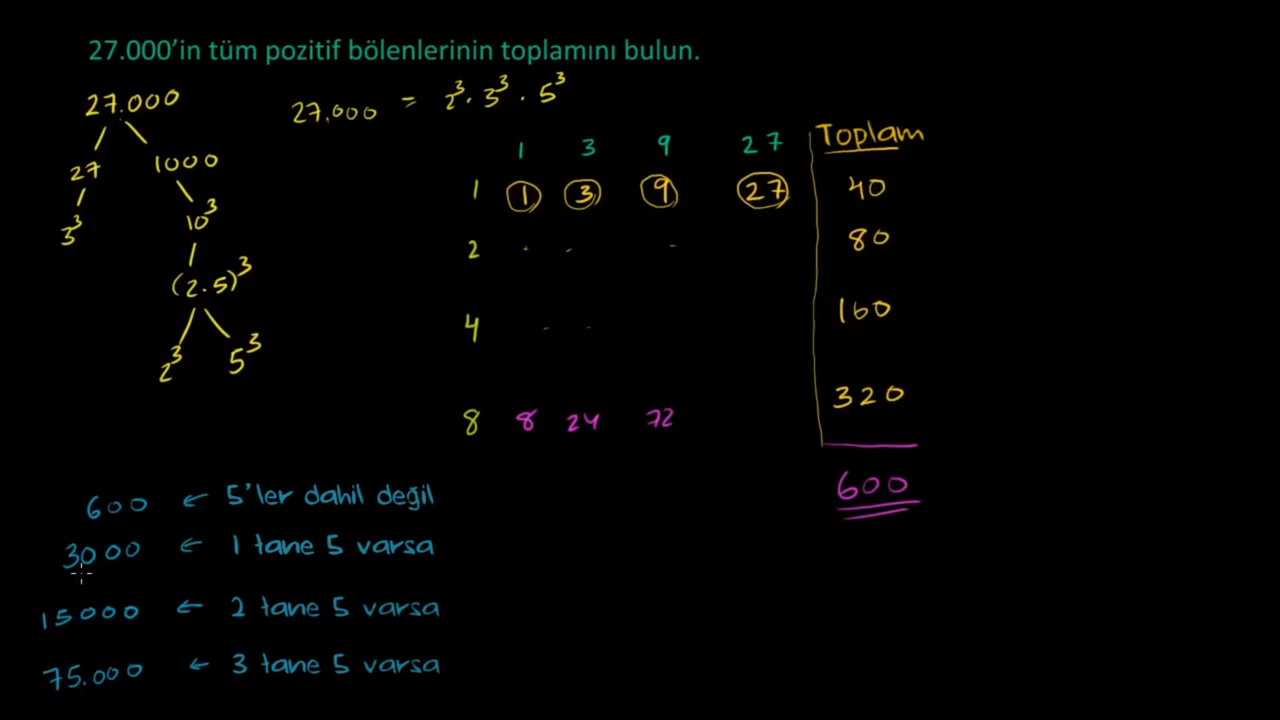 27.000'in tüm pozitif bölenlerinin toplamını bulun.
27.000
27 1000
3³ 10³
(2.5)³
2³ 5³
27.000 = 2³ · 3³ · 5³
1 3 9 27 Toplam
1 1 3 9 27 40
2 80
4 160
8 8 24 72 320
600
600 ← 5'ler dahil değil
3000 ← 1 tane 5 varsa
15000 ← 2 tane 5 varsa
75.000 ← 3 tane 5 varsa